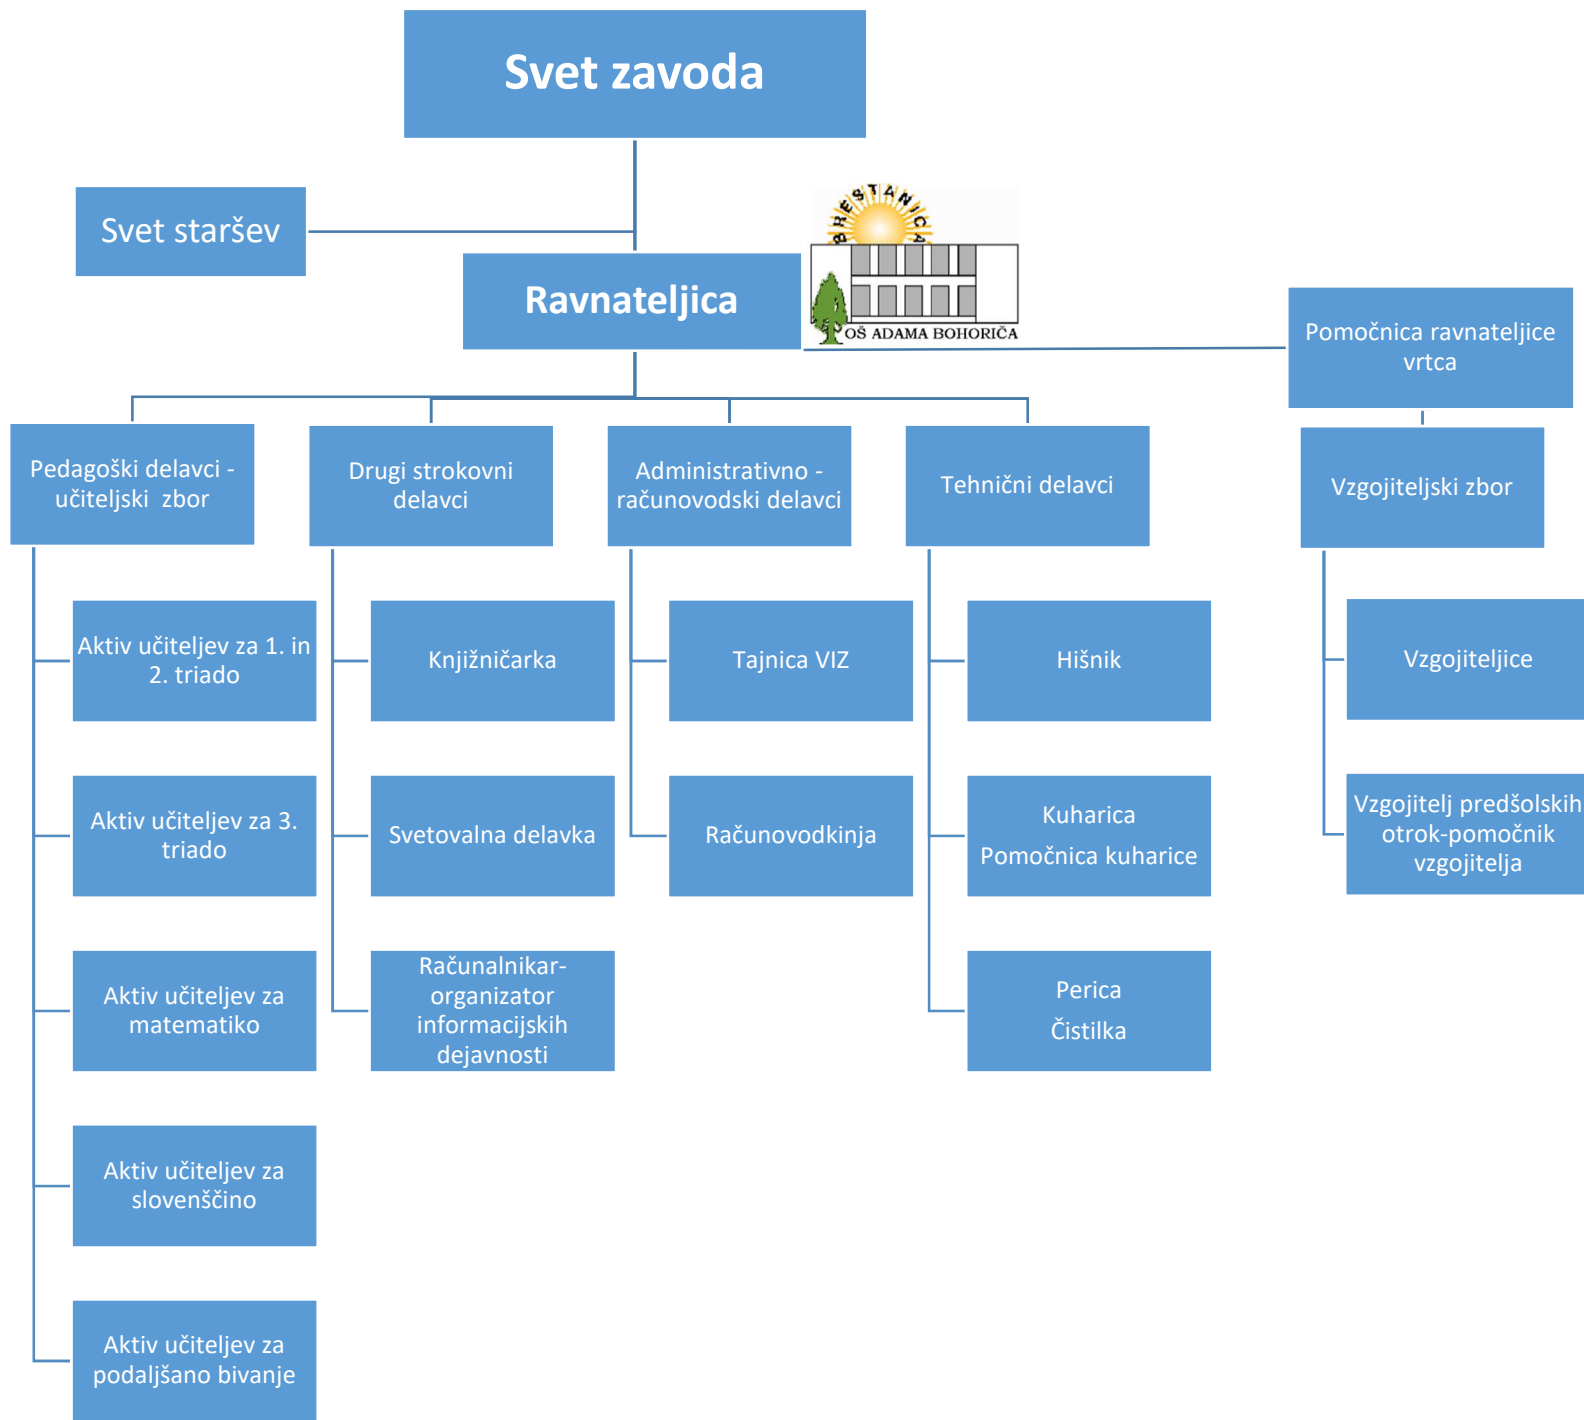 Svet zavoda
Svet staršev
BRESTANICA
Ravnateljica
OŠ ADAMA BOHORIČA
Pomočnica ravnateljice
vrtca
Pedagoški delavci -
učiteljski zbor
Drugi strokovni
delavci
Administrativno -
računovodski delavci
Tehnični delavci
Vzgojiteljski zbor
Aktiv učiteljev za 1. in
2. triado
Knjižničarka
Tajnica VIZ
Hišnik
Vzgojiteljice
Aktiv učiteljev za 3.
triado
Svetovalna delavka
Računovodkinja
Kuharica
Pomočnica kuharice
Vzgojitelj predšolskih
otrok-pomočnik
vzgojitelja
Aktiv učiteljev za
matematiko
Računalnikar-
organizator
informacijskih
dejavnosti
Perica
Čistilka
Aktiv učiteljev za
slovenščino
Aktiv učiteljev za
podaljšano bivanje